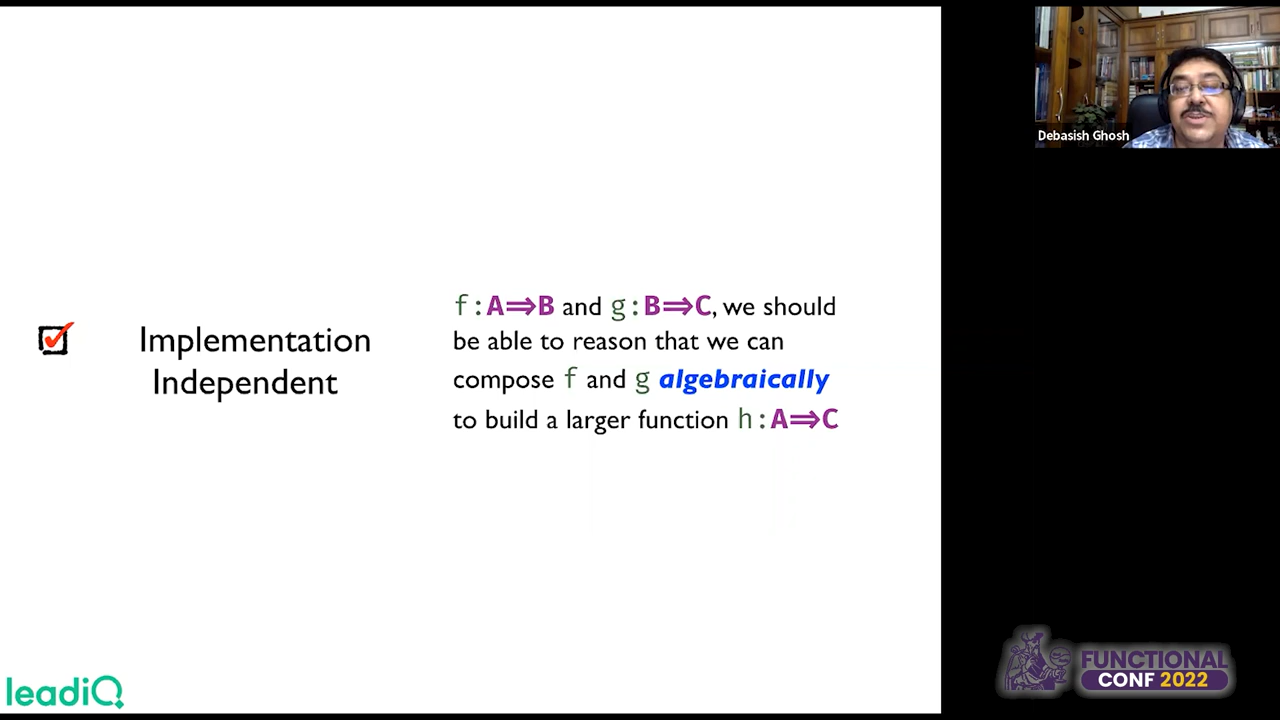 Implementation
Independent
f:A⟹B and g:B⟹C, we should
be able to reason that we can
compose f and g algebraically
to build a larger function h:A⟹C
leadiQ
Debasish Ghosh
FUNCTIONAL
CONF 2022